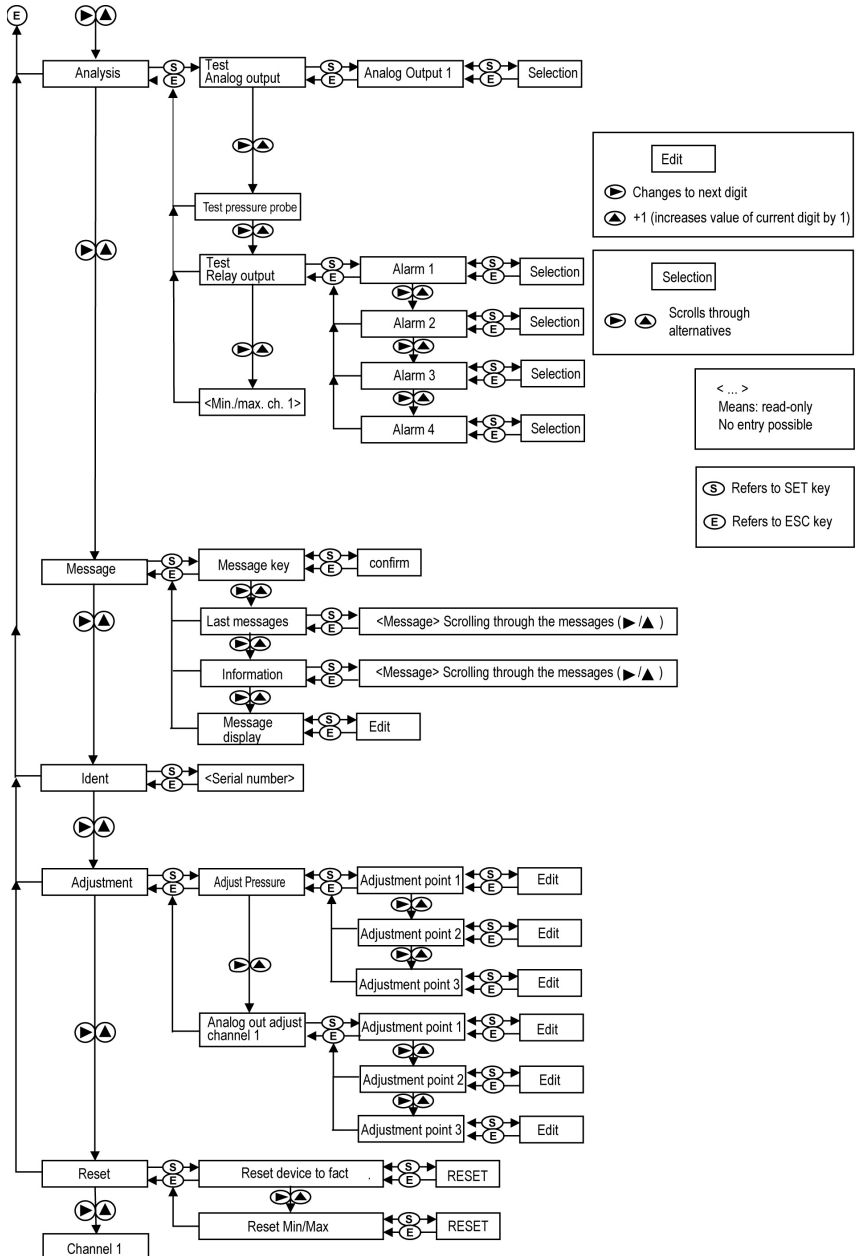 E
Analysis
S
E
Test
Analog output
S
E
Analog Output 1
S
E
Selection
Test pressure probe
Test
Relay output
S
E
Alarm 1
S
E
Selection
Alarm 2
S
E
Selection
Alarm 3
S
E
Selection
Alarm 4
S
E
Selection
<Min./max. ch. 1>
Edit
Changes to next digit
+1 (increases value of current digit by 1)
Selection
Scrolls through
alternatives
< ... >
Means: read-only
No entry possible
S Refers to SET key
E Refers to ESC key
Message
S
E
Message key
S
E
confirm
Last messages
S
E
<Message> Scrolling through the messages (▶/▲ )
Information
S
E
<Message> Scrolling through the messages (▶/▲ )
Message
display
S
E
Edit
Ident
S
E
<Serial number>
Adjustment
S
E
Adjust Pressure
S
E
Adjustment point 1
S
E
Edit
Adjustment point 2
S
E
Edit
Adjustment point 3
S
E
Edit
Analog out adjust
channel 1
S
E
Adjustment point 1
S
E
Edit
Adjustment point 2
S
E
Edit
Adjustment point 3
S
E
Edit
Reset
S
E
Reset device to fact .
S
E
RESET
Reset Min/Max
S
E
RESET
Channel 1